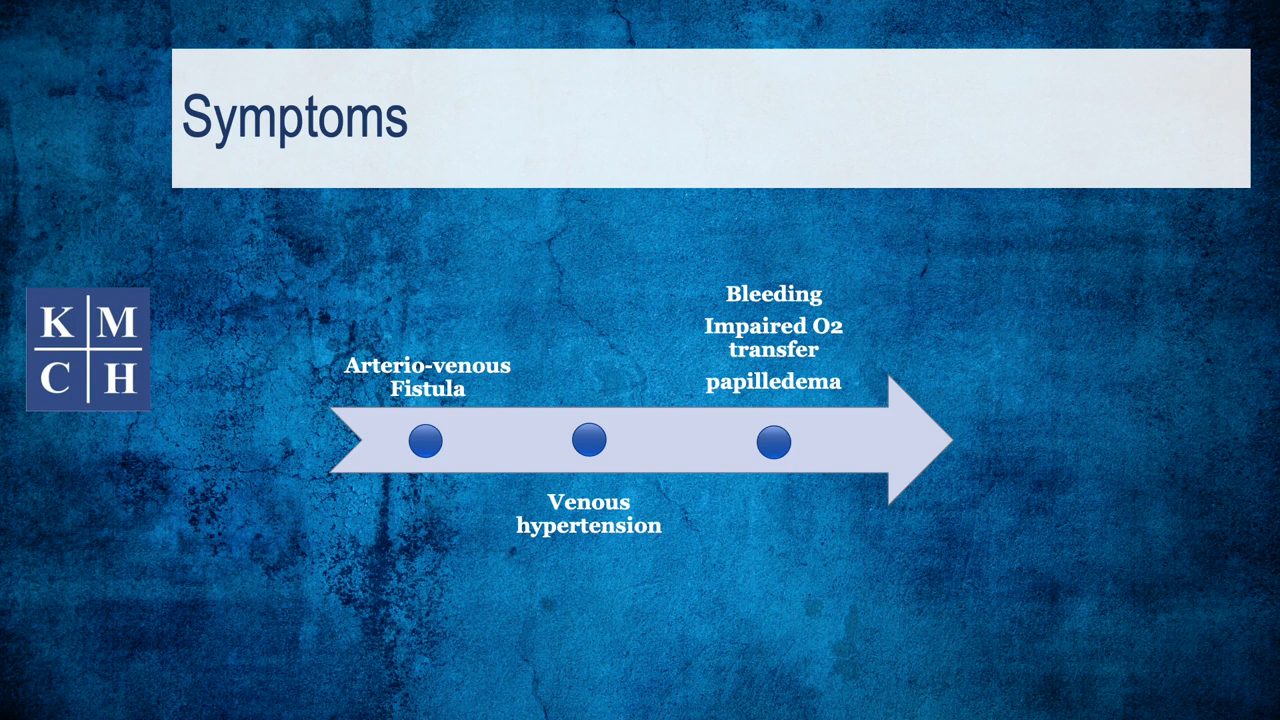 Symptoms
K M
C H
Arterio-venous
Fistula
Venous
hypertension
Bleeding
Impaired O2
transfer
papilledema